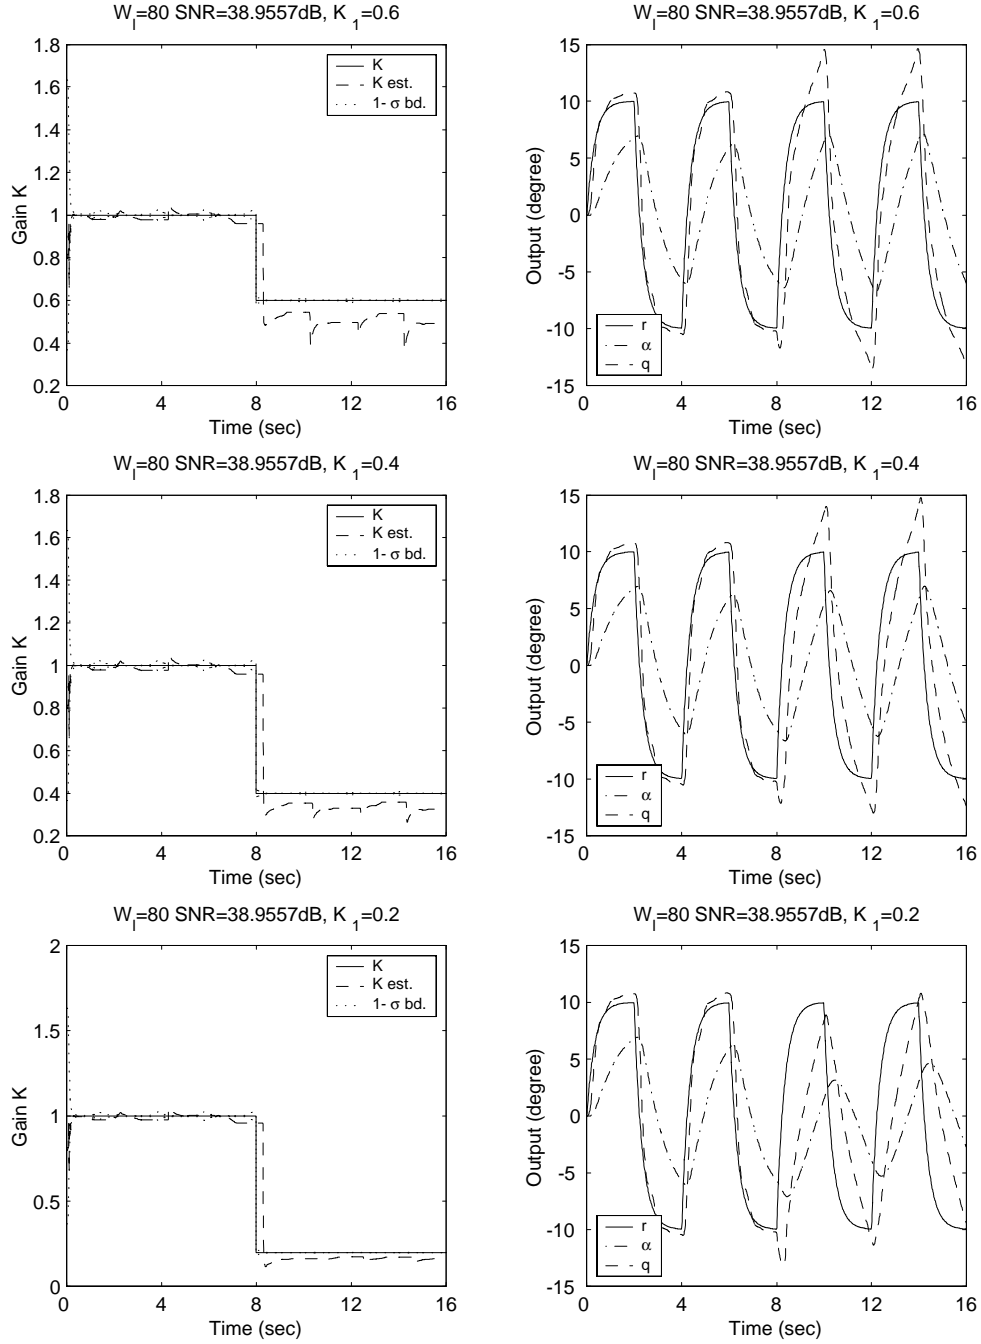 W_l=80 SNR=38.9557dB, K_1=0.6
1.8
1.6
1.4
1.2
1
0.8
0.6
0.4
0.2
Gain K
K
K est.
1- σ bd.
0 4 8 12 16
Time (sec)
W_l=80 SNR=38.9557dB, K_1=0.6
15
10
5
0
-5
-10
-15
Output (degree)
r
α
q
0 4 8 12 16
Time (sec)
W_l=80 SNR=38.9557dB, K_1=0.4
1.8
1.6
1.4
1.2
1
0.8
0.6
0.4
0.2
Gain K
K
K est.
1- σ bd.
0 4 8 12 16
Time (sec)
W_l=80 SNR=38.9557dB, K_1=0.4
15
10
5
0
-5
-10
-15
Output (degree)
r
α
q
0 4 8 12 16
Time (sec)
W_l=80 SNR=38.9557dB, K_1=0.2
2
1.5
1
0.5
0
Gain K
K
K est.
1- σ bd.
0 4 8 12 16
Time (sec)
W_l=80 SNR=38.9557dB, K_1=0.2
15
10
5
0
-5
-10
-15
Output (degree)
r
α
q
0 4 8 12 16
Time (sec)